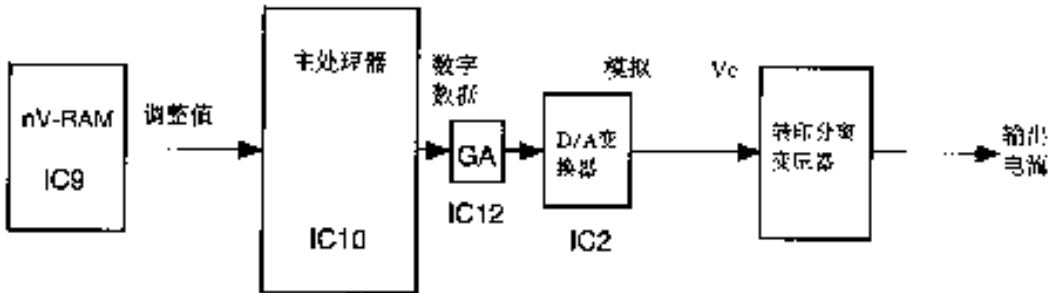 nV-RAM
IC9
调整值
主处理器
IC10
数字
数据
GA
IC12
模拟
D/A变
换器
IC2
Vc
转印分离
变压器
输出
电流